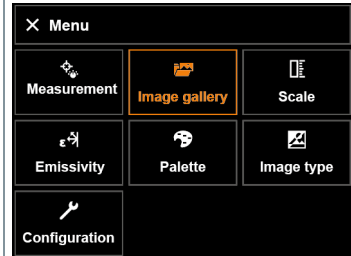 Menu
Measurement
Image gallery
Scale
Emissivity
Palette
Image type
Configuration